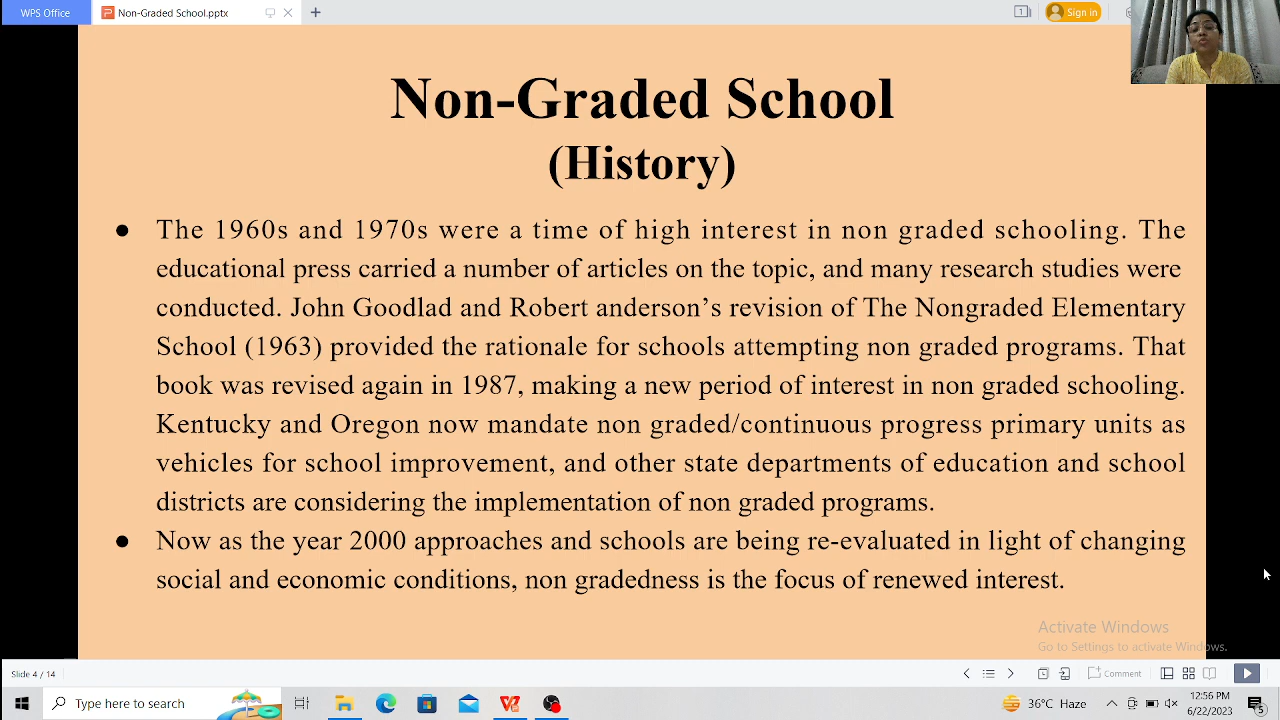 WPS Office
Non-Graded School.pptx
1
Sign in
Non-Graded School
(History)
● The 1960s and 1970s were a time of high interest in non graded schooling. The
educational press carried a number of articles on the topic, and many research studies were
conducted. John Goodlad and Robert anderson’s revision of The Nongraded Elementary
School (1963) provided the rationale for schools attempting non graded programs. That
book was revised again in 1987, making a new period of interest in non graded schooling.
Kentucky and Oregon now mandate non graded/continuous progress primary units as
vehicles for school improvement, and other state departments of education and school
districts are considering the implementation of non graded programs.
● Now as the year 2000 approaches and schools are being re-evaluated in light of changing
social and economic conditions, non gradedness is the focus of renewed interest.
Activate Windows
Go to Settings to activate Windows.
Slide 4 / 14
Comment
Type here to search
36°C Haze
12:56 PM
6/22/2023
5